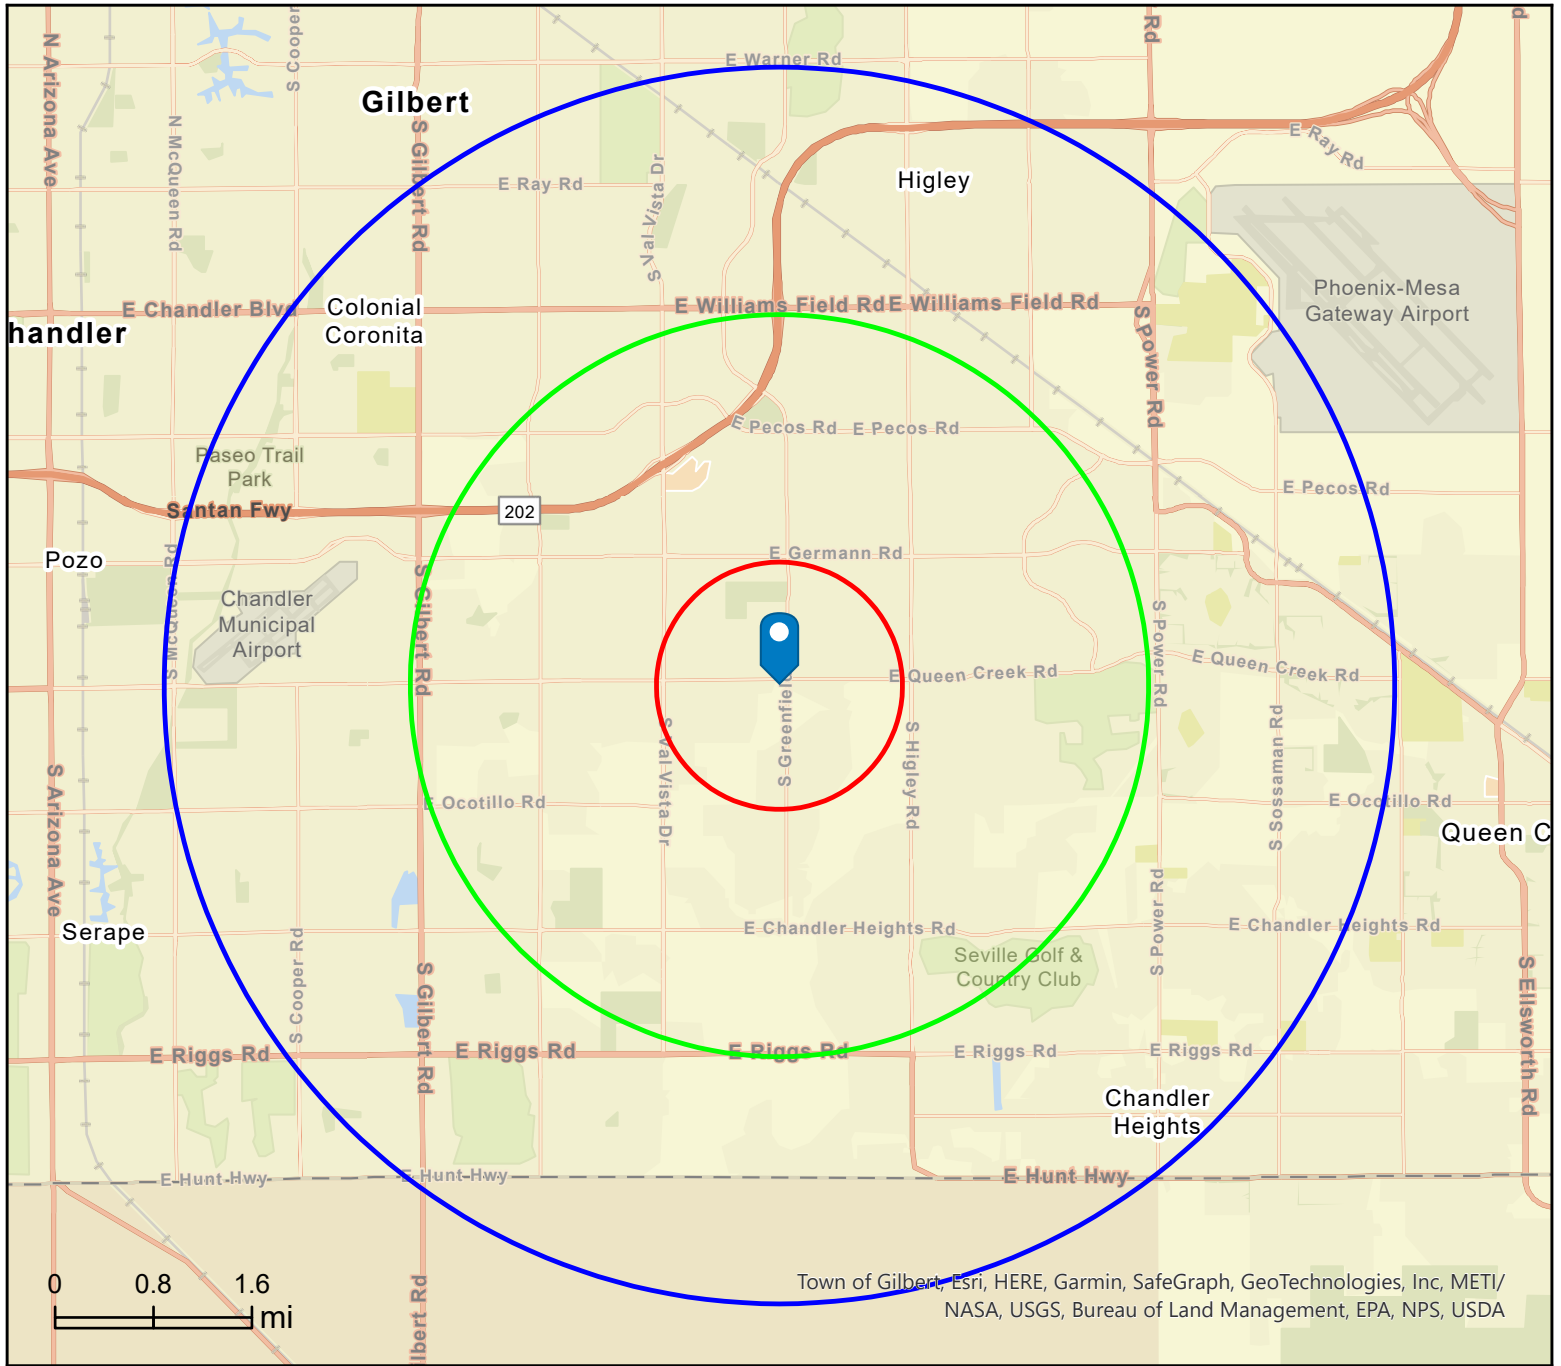 N Arizona Ave
S Cooper
Gilbert
E Warner Rd
Rd
d
N McQueen Rd
S Gilbert Rd
E Ray Rd
S Val Vista Dr
Higley
E Ray Rd
E Chandler Blvd
Colonial
Coronita
E Williams Field Rd
E Williams Field Rd
S Power Rd
Phoenix-Mesa
Gateway Airport
handler
E Pecos Rd
E Pecos Rd
Paseo Trail
Park
Santan Fwy
202
E Pecos Rd
Pozo
E Germann Rd
S McQueen Rd
Chandler
Municipal
Airport
S Gilbert Rd
S Power Rd
E Queen Creek Rd
E Queen Creek Rd
S Greenfield
S Val Vista Dr
S Higley Rd
S Sossaman Rd
S Arizona Ave
E Ocotillo Rd
E Ocotillo Rd
Queen C
Serape
S Cooper Rd
S Gilbert Rd
E Chandler Heights Rd
S Power Rd
E Chandler Heights Rd
Seville Golf &
Country Club
S Ellsworth Rd
E Riggs Rd
E Riggs Rd
E Riggs Rd
E Riggs Rd
E Riggs Rd
Chandler
Heights
E Hunt Hwy
E Hunt Hwy
E Hunt Hwy
lbert Rd
0 0.8 1.6
mi
Town of Gilbert, Esri, HERE, Garmin, SafeGraph, GeoTechnologies, Inc, METI/
NASA, USGS, Bureau of Land Management, EPA, NPS, USDA